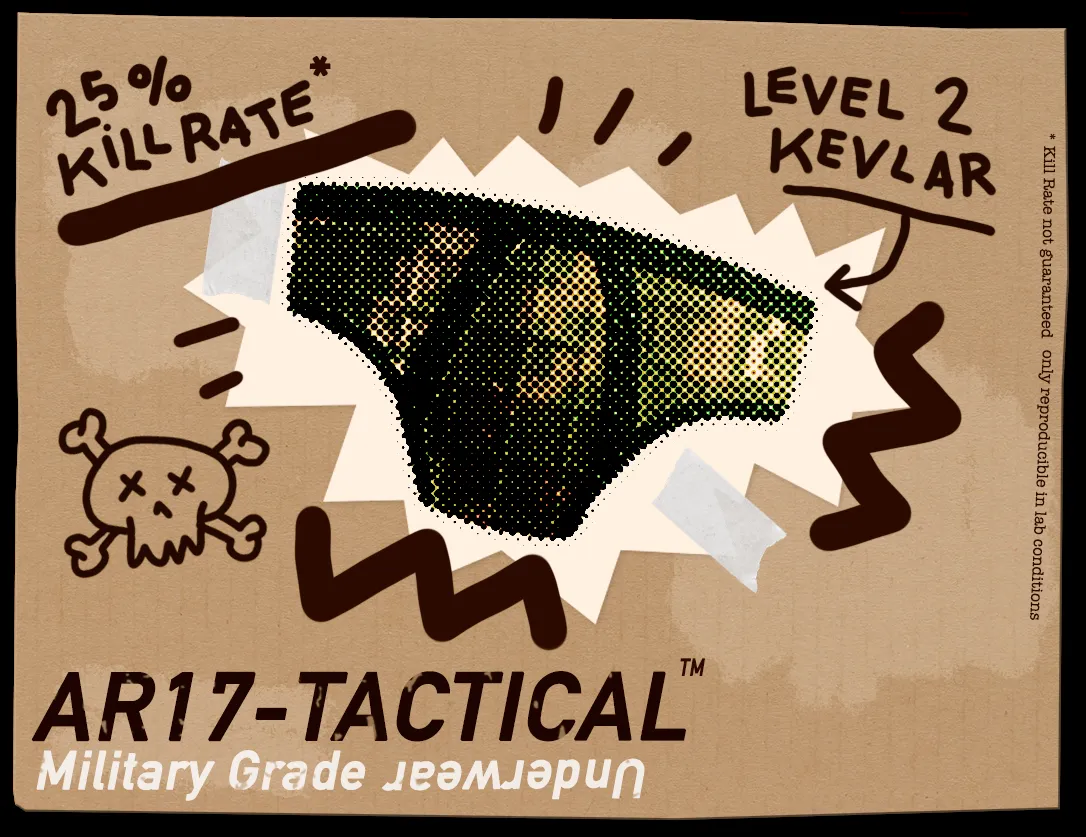 25%
KiLL RATE*
LEVEL 2
KEVLAR
* Kill Rate not guaranteed only reproducible in lab conditions
AR17-TACTICAL™
Military Grade Underwear